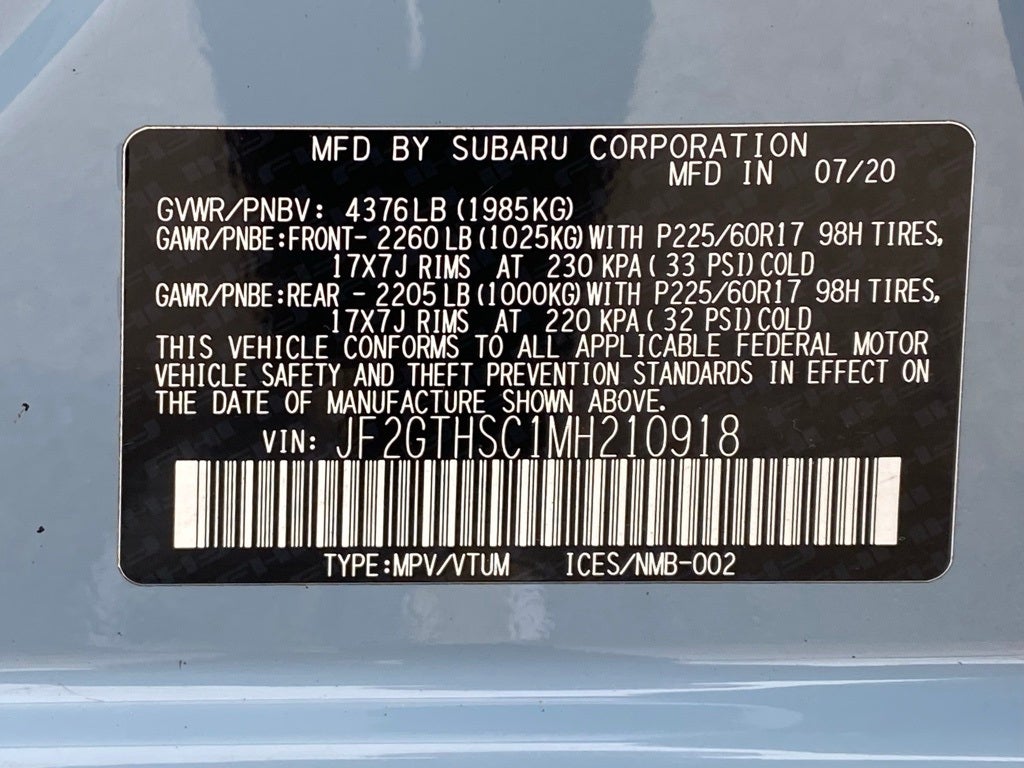 MFD BY SUBARU CORPORATION
MFD IN 07/20
GVWR/PNBV: 4376LB(1985KG)
GAWR/PNBE:FRONT-2260LB(1025KG)WITH P225/60R17 98H TIRES,
17X7J RIMS AT 230 KPA(33 PSI)COLD
GAWR/PNBE:REAR -2205LB(1000KG)WITH P225/60R17 98H TIRES,
17X7J RIMS AT 220 KPA(32 PSI)COLD
THIS VEHICLE CONFORMS TO ALL APPLICABLE FEDERAL MOTOR
VEHICLE SAFETY AND THEFT PREVENTION STANDARDS IN EFFECT ON
THE DATE OF MANUFACTURE SHOWN ABOVE.
VIN: JF2GTHSC1MH210918
TYPE:MPV/VTUM ICES/NMB-002